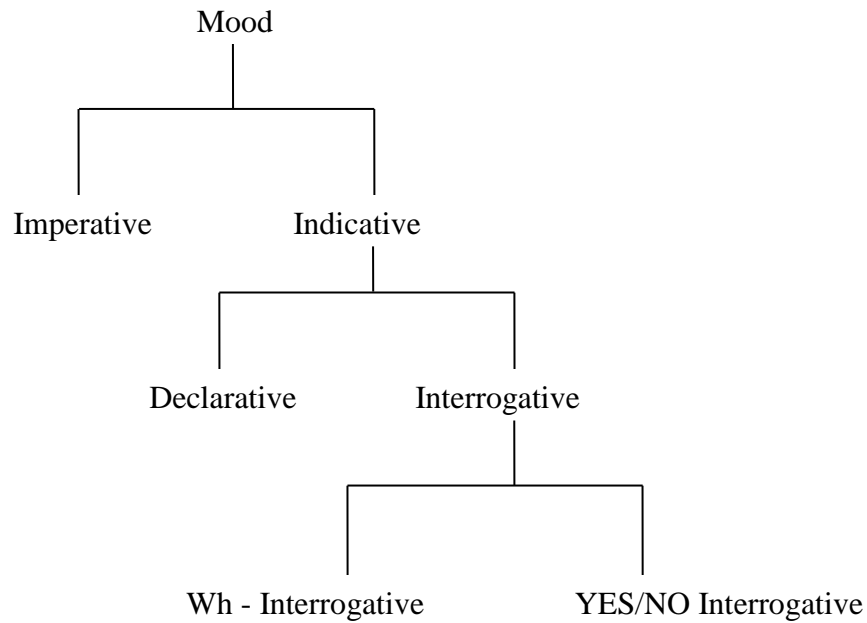 Mood
Imperative Indicative
Declarative Interrogative
Wh - Interrogative YES/NO Interrogative